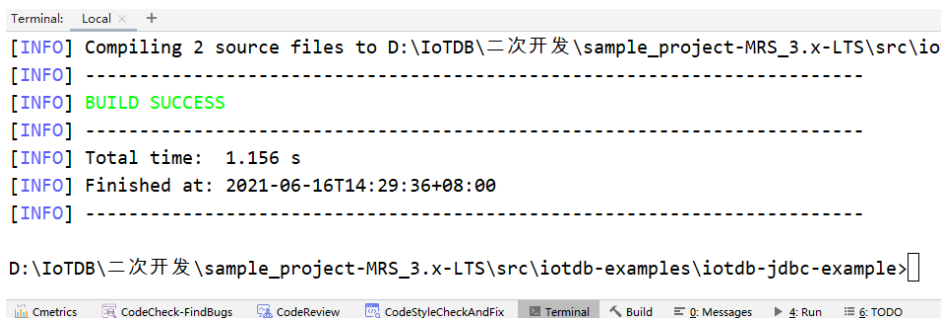 Terminal: Local × +
[INFO] Compiling 2 source files to D:\IoTDB\二次开发\sample_project-MRS_3.x-LTS\src\io
[INFO] ------------------------------------------------------------------------
[INFO] BUILD SUCCESS
[INFO] ------------------------------------------------------------------------
[INFO] Total time:  1.156 s
[INFO] Finished at: 2021-06-16T14:29:36+08:00
[INFO] ------------------------------------------------------------------------
D:\IoTDB\二次开发\sample_project-MRS_3.x-LTS\src\iotdb-examples\iotdb-jdbc-example>
Cmetrics CodeCheck-FindBugs CodeReview CodeStyleCheckAndFix Terminal Build 0: Messages 4: Run 6: TODO